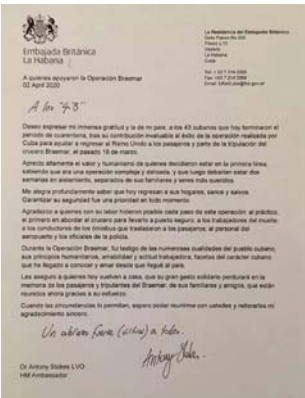 Embajada Británica
La Habana
La Residencia del Embajador Británico
La Habana
Cuba
A quienes apoyaron la Operación Braemar
02 April 2020
A los "43"
Deseo expresar mi inmensa gratitud y la de mi país, a los 43 cubanos que hoy terminaron el
período de cuarentena, tras su contribución invaluable al éxito de la operación realizada por
Cuba para ayudar a regresar al Reino Unido a los pasajeros y parte de la tripulación del
crucero Braemar, el pasado 18 de marzo.
Aprecio altamente el valor y humanismo de quienes decidieron estar en la primera línea,
sabiendo que era una operación compleja y delicada, y que luego deberían estar dos
semanas en aislamiento, separados de sus familiares y seres más queridos.
Me alegra profundamente saber que hoy regresan a sus hogares, sanos y salvos.
Garantizar su seguridad fue una prioridad en todo momento.
Agradezco a quienes con su labor hicieron posible cada paso de esta operación: al práctico,
el primero en abordar el crucero para llevarlo a puerto seguro; a los trabajadores del muelle;
a los conductores de los ómnibus que trasladaron a los pasajeros; al personal del
aeropuerto y los oficiales de la policía.
Durante la Operación Braemar, fui testigo de las numerosas cualidades del pueblo cubano,
sus principios humanitarios, amabilidad y actitud trabajadora, facetas del carácter cubano
que he llegado a conocer y amar desde que llegué al país.
Les aseguro a quienes hoy vuelven a casa, que su gran gesto solidario perdurará en la
memoria de los pasajeros y tripulantes del Braemar, de sus familiares y amigos, que están
reunidos ahora gracias a su esfuerzo.
Cuando las circunstancias lo permitan, espero poder reunirme con ustedes y reiterarles mi
agradecimiento sincero.
Un abrazo fuerte (virtual) a todos.
Antony Stokes
Dr Antony Stokes LVO
HM Ambassador